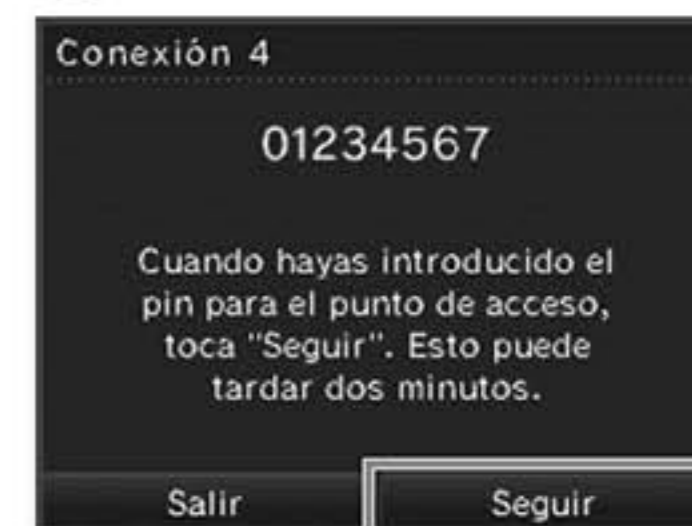 Conexión 4
01234567
Cuando hayas introducido el
pin para el punto de acceso,
toca "Seguir". Esto puede
tardar dos minutos.
Salir
Seguir